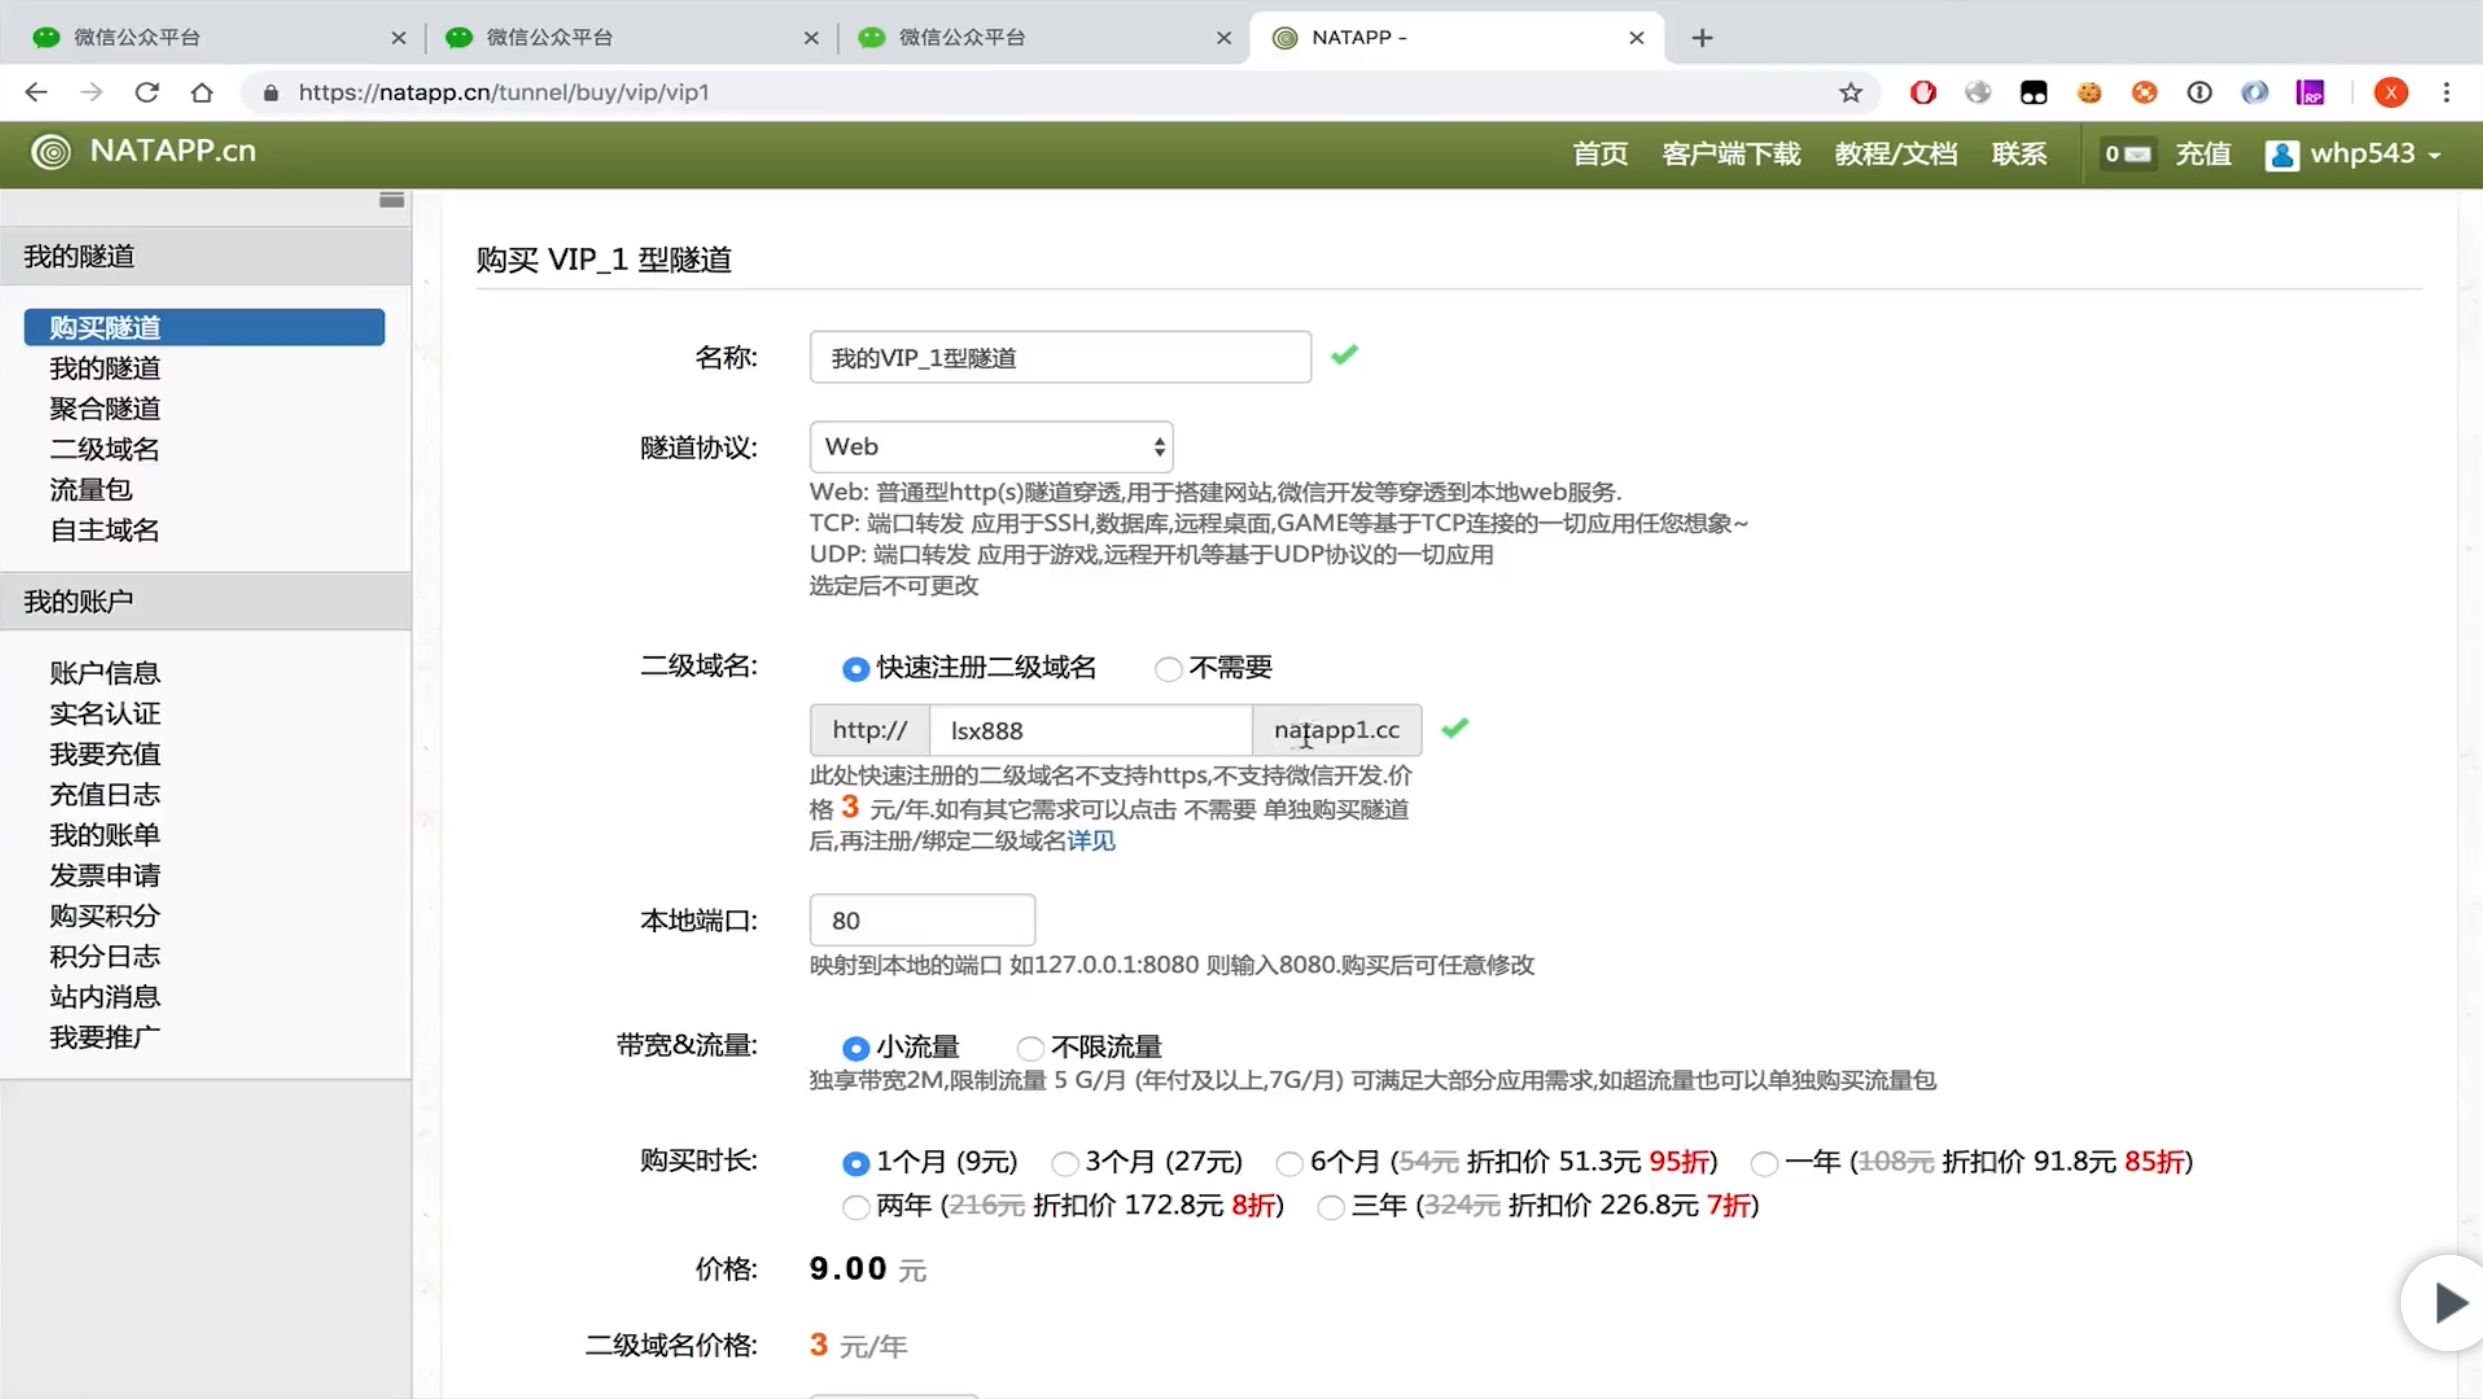 微信公众平台
微信公众平台
微信公众平台
NATAPP -
https://natapp.cn/tunnel/buy/vip/vip1
RP
X
NATAPP.cn
首页 客户端下载 教程/文档 联系 0 充值 whp543
我的隧道
购买隧道
我的隧道
聚合隧道
二级域名
流量包
自主域名
我的账户
账户信息
实名认证
我要充值
充值日志
我的账单
发票申请
购买积分
积分日志
站内消息
我要推广
购买 VIP_1 型隧道
名称: 我的VIP_1型隧道
隧道协议: Web
Web: 普通型http(s)隧道穿透,用于搭建网站,微信开发等穿透到本地web服务.
TCP: 端口转发 应用于SSH,数据库,远程桌面,GAME等基于TCP连接的一切应用任您想象~
UDP: 端口转发 应用于游戏,远程开机等基于UDP协议的一切应用
选定后不可更改
二级域名: 快速注册二级域名 不需要
http:// lsx888 natapp1.cc
此处快速注册的二级域名不支持https,不支持微信开发.价
格 3 元/年.如有其它需求可以点击 不需要 单独购买隧道
后,再注册/绑定二级域名详见
本地端口: 80
映射到本地的端口 如127.0.0.1:8080 则输入8080.购买后可任意修改
带宽&流量: 小流量 不限流量
独享带宽2M,限制流量 5 G/月 (年付及以上,7G/月) 可满足大部分应用需求,如超流量也可以单独购买流量包
购买时长: 1个月 (9元) 3个月 (27元) 6个月 (54元 折扣价 51.3元 95折) 一年 (108元 折扣价 91.8元 85折)
两年 (216元 折扣价 172.8元 8折) 三年 (324元 折扣价 226.8元 7折)
价格: 9.00 元
二级域名价格: 3 元/年